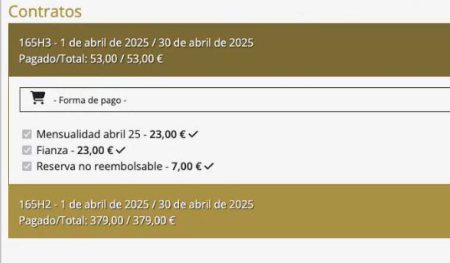 Contratos
165H3 - 1 de abril de 2025 / 30 de abril de 2025
Pagado/Total: 53,00 / 53,00 €
- Forma de pago -
Mensualidad abril 25 - 23,00 €
Fianza - 23,00 €
Reserva no reembolsable - 7,00 €
165H2 - 1 de abril de 2025 / 30 de abril de 2025
Pagado/Total: 379,00 / 379,00 €